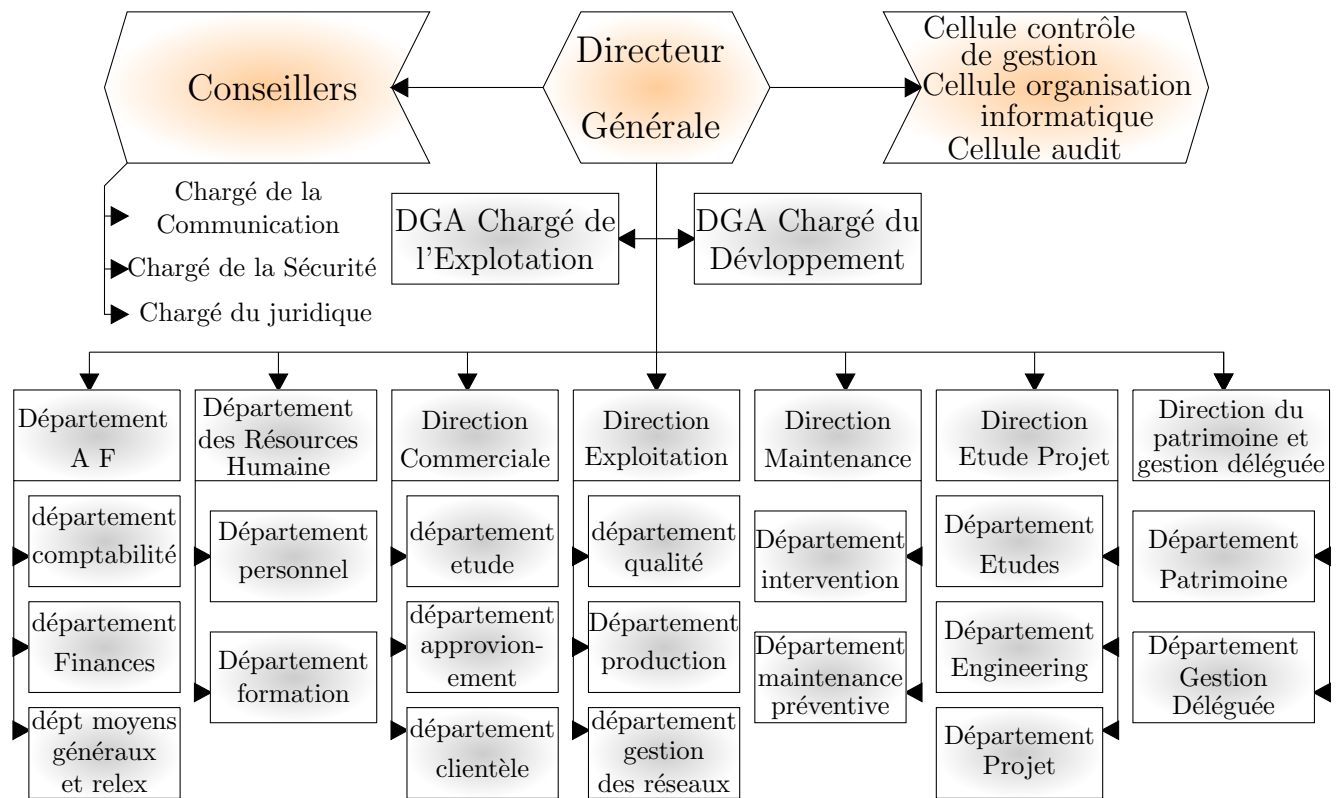 Conseillers
Directeur
Générale
Cellule contrôle
de gestion
Cellule organisation
informatique
Cellule audit
Chargé de la
Communication
Chargé de la Sécurité
Chargé du juridique
DGA Chargé de
l'Explotation
DGA Chargé du
Dévloppement
Département
A F
Département
des Résources
Humaine
Direction
Commerciale
Direction
Exploitation
Direction
Maintenance
Direction
Etude Projet
Direction du
patrimoine et
gestion déléguée
département
comptabilité
département
Finances
dépt moyens
généraux
et relex
Département
personnel
Département
formation
département
etude
département
approvion-
ement
département
clientèle
département
qualité
Département
production
département
gestion
des réseaux
Département
intervention
Département
maintenance
préventive
Département
Etudes
Département
Engineering
Département
Projet
Département
Patrimoine
Département
Gestion
Déléguée